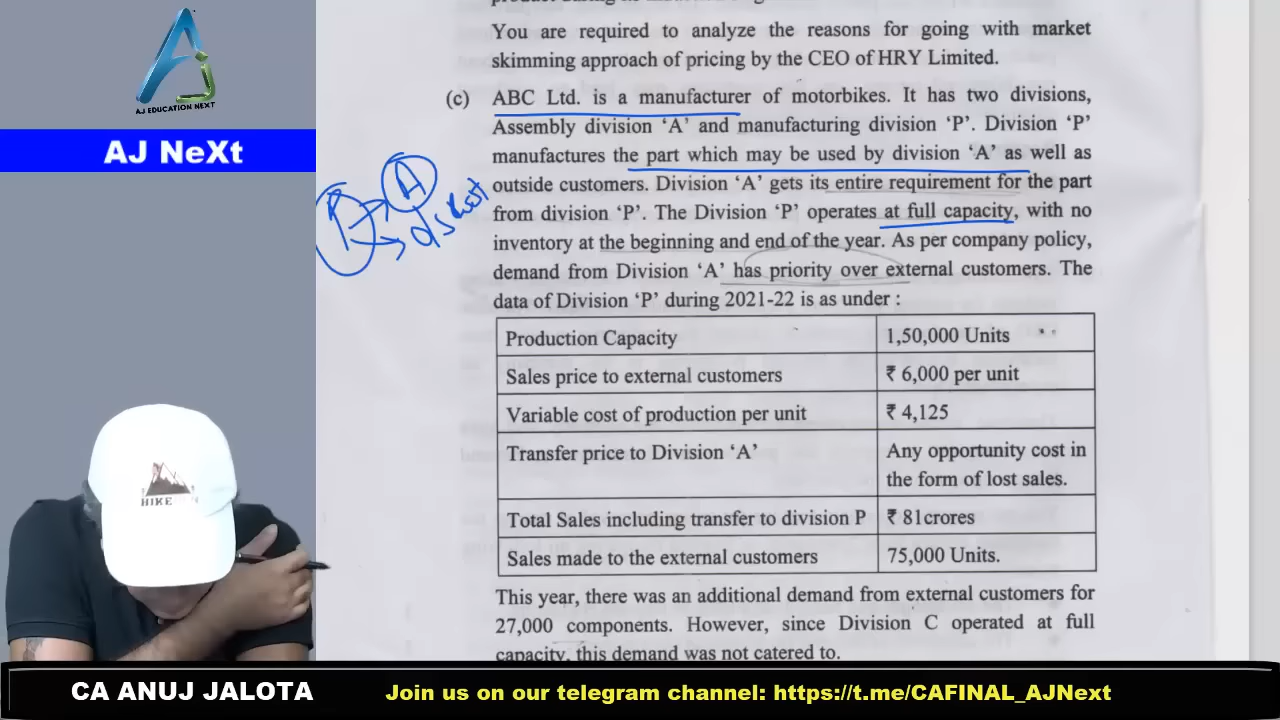 You are required to analyze the reasons for going with market
skimming approach of pricing by the CEO of HRY Limited.
AJ EDUCATION NEXT
AJ NeXt
(c) ABC Ltd. is a manufacturer of motorbikes. It has two divisions,
Assembly division ‘A’ and manufacturing division ‘P’. Division ‘P’
manufactures the part which may be used by division ‘A’ as well as
outside customers. Division ‘A’ gets its entire requirement for the part
from division ‘P’. The Division ‘P’ operates at full capacity, with no
inventory at the beginning and end of the year. As per company policy,
demand from Division ‘A’ has priority over external customers. The
data of Division ‘P’ during 2021-22 is as under :
P A
Production Capacity 1,50,000 Units
Sales price to external customers ₹ 6,000 per unit
Variable cost of production per unit ₹ 4,125
Transfer price to Division ‘A’ Any opportunity cost in
the form of lost sales.
Total Sales including transfer to division P ₹ 81crores
Sales made to the external customers 75,000 Units.
This year, there was an additional demand from external customers for
27,000 components. However, since Division C operated at full
capacity, this demand was not catered to.
HIKE
CA ANUJ JALOTA
Join us on our telegram channel: https://t.me/CAFINAL_AJNext